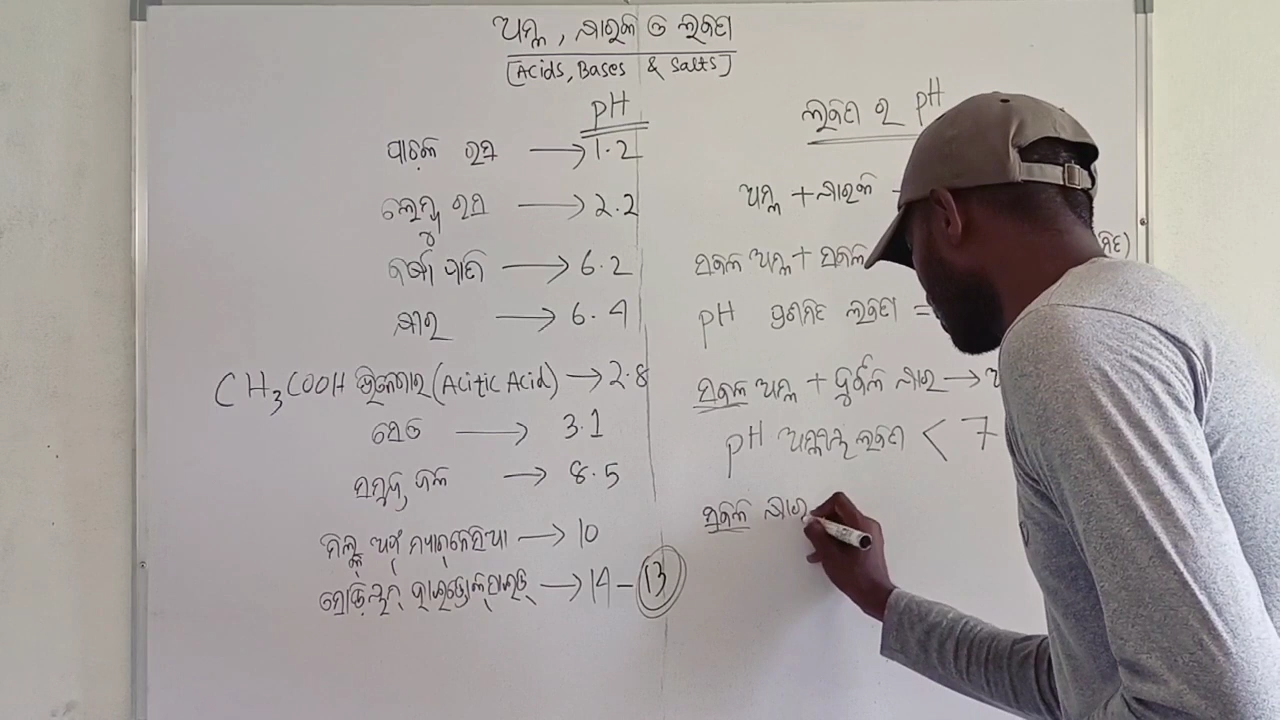 ଅମ୍ଳ, କ୍ଷାରକ ଓ ଲବଣ
[Acids, Bases & Salts]
pH
ପାଚକ ରସ → 1.2
ଲେମ୍ବୁ ରସ → 2.2
ବର୍ଷା ପାଣି → 6.2
କ୍ଷୀର → 6.4
CH₃COOH ଭିନେଗାର (Acitic Acid) → 2.8
ସେଓ → 3.1
ସମୁଦ୍ର ଜଳ → 8.5
ମିଲ୍କ୍ ଅଫ୍ ମ୍ୟାଗ୍ନେସିଆ → 10
ସୋଡ଼ିୟମ୍ ହାଇଡ୍ରୋକ୍ସାଇଡ୍ → 14 – 13
ଲବଣ ର pH
ଅମ୍ଳ + କ୍ଷାରକ
ପ୍ରବଳ ଅମ୍ଳ + ପ୍ରବଳ
pH ପ୍ରଶମିତ ଲବଣ =
ପ୍ରବଳ ଅମ୍ଳ + ଦୁର୍ବଳ କ୍ଷାର → ଅ
pH ଅମ୍ଳୀୟ ଲବଣ < 7
ପ୍ରବଳ କ୍ଷାର